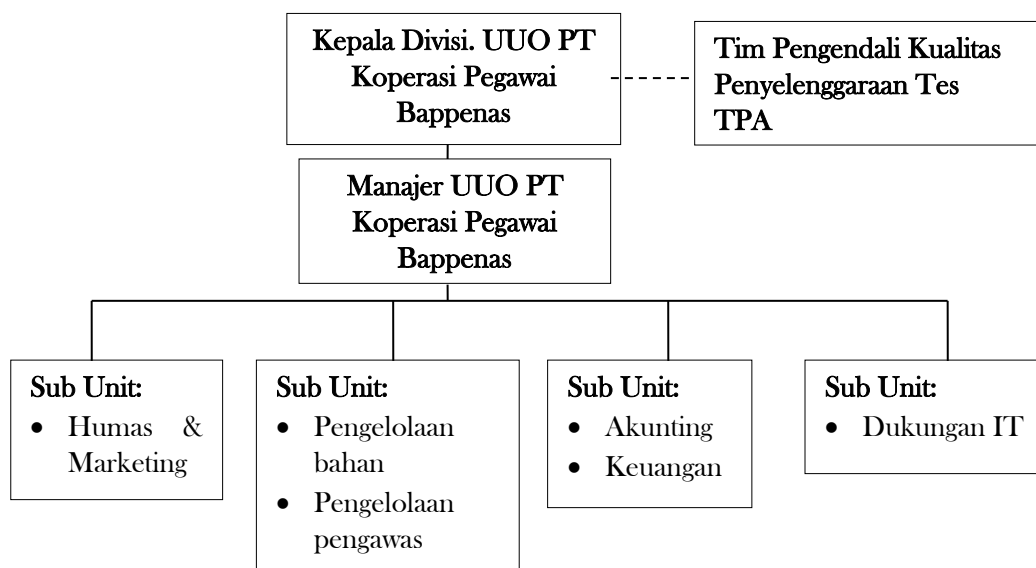 Kepala Divisi. UUO PT
Koperasi Pegawai
Bappenas
Tim Pengendali Kualitas
Penyelenggaraan Tes
TPA
Manajer UUO PT
Koperasi Pegawai
Bappenas
Sub Unit:
• Humas &
Marketing
Sub Unit:
• Pengelolaan
bahan
• Pengelolaan
pengawas
Sub Unit:
• Akunting
• Keuangan
Sub Unit:
• Dukungan IT